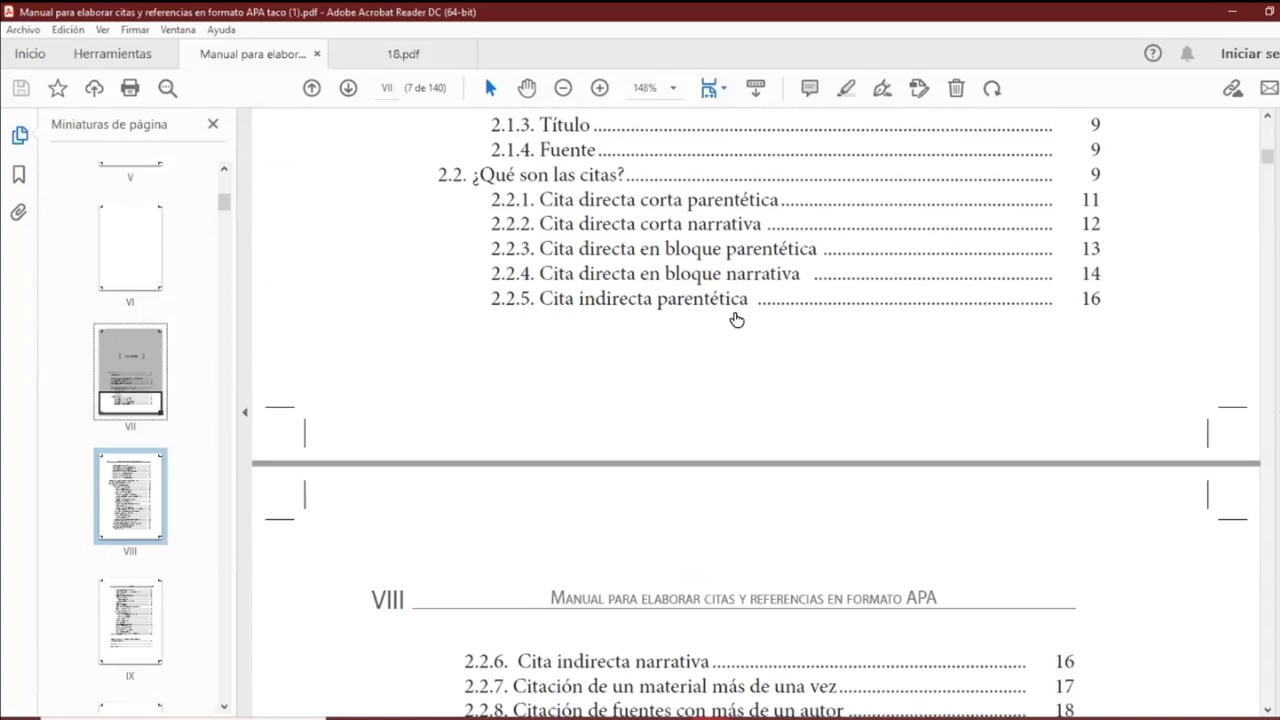 Manual para elaborar citas y referencias en formato APA taco (1).pdf - Adobe Acrobat Reader DC (64-bit)
Archivo Edición Ver Firmar Ventana Ayuda
Inicio Herramientas Manual para elabor... × 18.pdf Iniciar se
VII (7 de 140) 148%
Miniaturas de página
V
VI
VII
VIII
IX
2.1.3. Título ........................................ 9
2.1.4. Fuente ........................................ 9
2.2. ¿Qué son las citas? ........................................ 9
2.2.1. Cita directa corta parentética ........................................ 11
2.2.2. Cita directa corta narrativa ........................................ 12
2.2.3. Cita directa en bloque parentética ........................................ 13
2.2.4. Cita directa en bloque narrativa ........................................ 14
2.2.5. Cita indirecta parentética ........................................ 16
VIII MANUAL PARA ELABORAR CITAS Y REFERENCIAS EN FORMATO APA
2.2.6. Cita indirecta narrativa ........................................ 16
2.2.7. Citación de un material más de una vez ........................................ 17
2.2.8. Citación de fuentes con más de un autor ........................................ 18